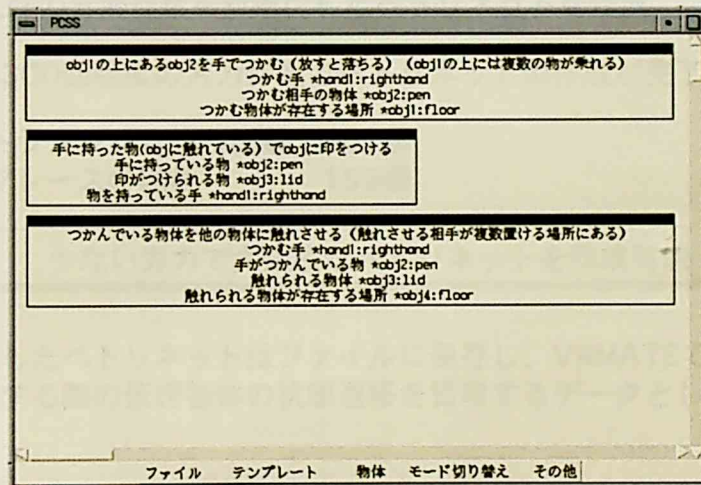 PCSS
obj1の上にあるobj2を手でつかむ (放すと落ちる) (obj1の上には複数の物が乗れる)
つかむ手 *hand1:righthand
つかむ相手の物体 *obj2:pen
つかむ物体が存在する場所 *obj1:floor
手に持った物(objに触れている) でobjに印をつける
手に持っている物 *obj2:pen
印がつけられる物 *obj3:lid
物を持っている手 *hand1:righthand
つかんでいる物体を他の物体に触れさせる (触れさせる相手が複数置ける場所にある)
つかむ手 *hand1:righthand
手がつかんでいる物 *obj2:pen
触れられる物体 *obj3:lid
触れられる物体が存在する場所 *obj4:floor
ファイル テンプレート 物体 モード切り替え その他